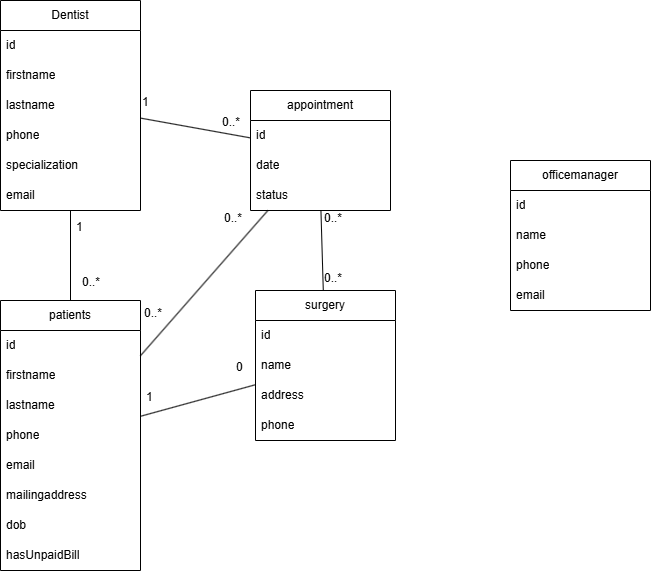 Dentist
id
firstname
lastname
phone
specialization
email
1
0..*
appointment
id
date
status
officemanager
id
name
phone
email
1
0..*
0..*
0..*
0..*
0..*
patients
id
firstname
lastname
phone
email
mailingaddress
dob
hasUnpaidBill
1
0
surgery
id
name
address
phone